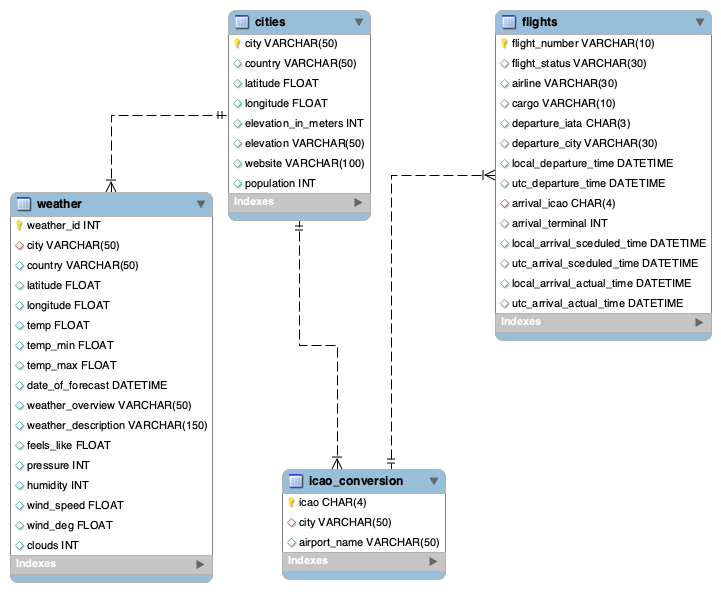 cities
city VARCHAR(50)
country VARCHAR(50)
latitude FLOAT
longitude FLOAT
elevation_in_meters INT
elevation VARCHAR(50)
website VARCHAR(100)
population INT
Indexes
flights
flight_number VARCHAR(10)
flight_status VARCHAR(30)
airline VARCHAR(30)
cargo VARCHAR(10)
departure_iata CHAR(3)
departure_city VARCHAR(30)
local_departure_time DATETIME
utc_departure_time DATETIME
arrival_icao CHAR(4)
arrival_terminal INT
local_arrival_sceduled_time DATETIME
utc_arrival_sceduled_time DATETIME
local_arrival_actual_time DATETIME
utc_arrival_actual_time DATETIME
Indexes
weather
weather_id INT
city VARCHAR(50)
country VARCHAR(50)
latitude FLOAT
longitude FLOAT
temp FLOAT
temp_min FLOAT
temp_max FLOAT
date_of_forecast DATETIME
weather_overview VARCHAR(50)
weather_description VARCHAR(150)
feels_like FLOAT
pressure INT
humidity INT
wind_speed FLOAT
wind_deg FLOAT
clouds INT
Indexes
icao_conversion
icao CHAR(4)
city VARCHAR(50)
airport_name VARCHAR(50)
Indexes